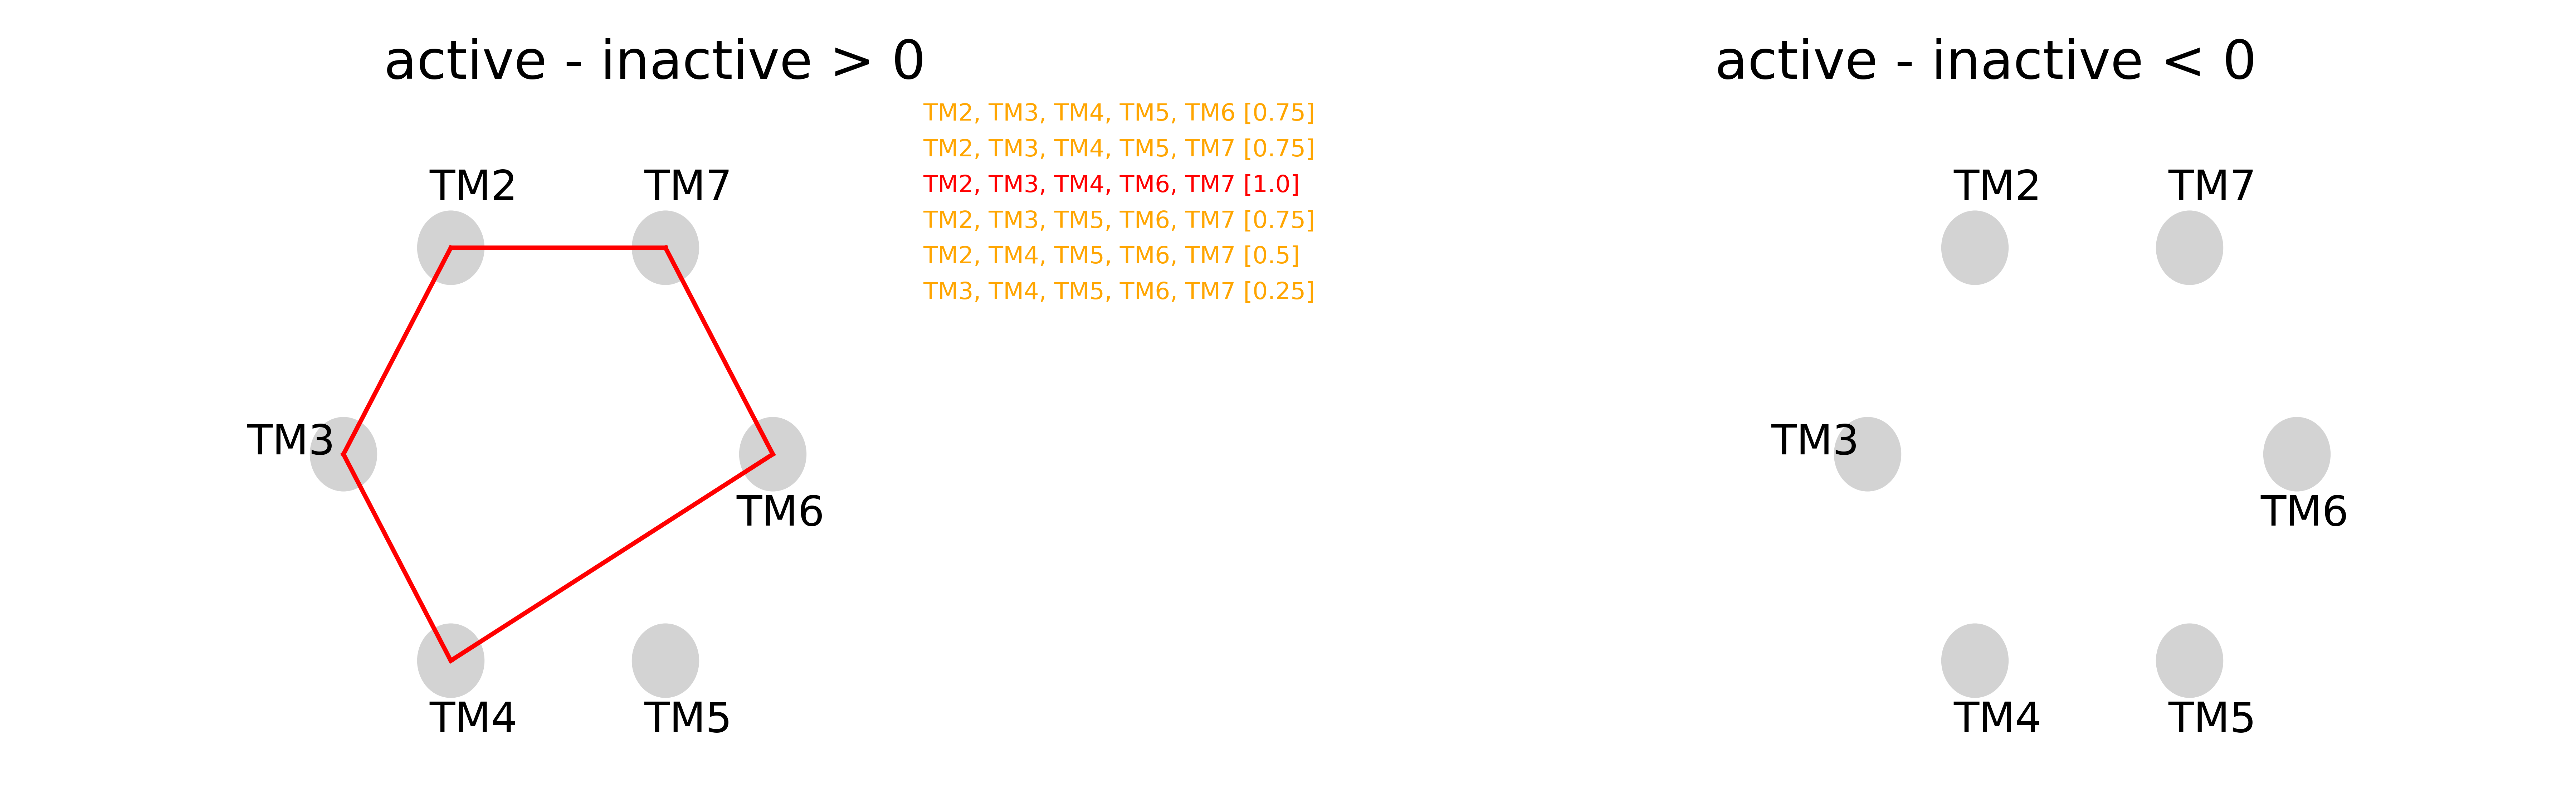 active - inactive > 0
TM2, TM3, TM4, TM5, TM6 [0.75]
TM2, TM3, TM4, TM5, TM7 [0.75]
TM2, TM3, TM4, TM6, TM7 [1.0]
TM2, TM3, TM5, TM6, TM7 [0.75]
TM2, TM4, TM5, TM6, TM7 [0.5]
TM3, TM4, TM5, TM6, TM7 [0.25]
TM2
TM7
TM3
TM6
TM4
TM5
active - inactive < 0
TM2
TM7
TM3
TM6
TM4
TM5